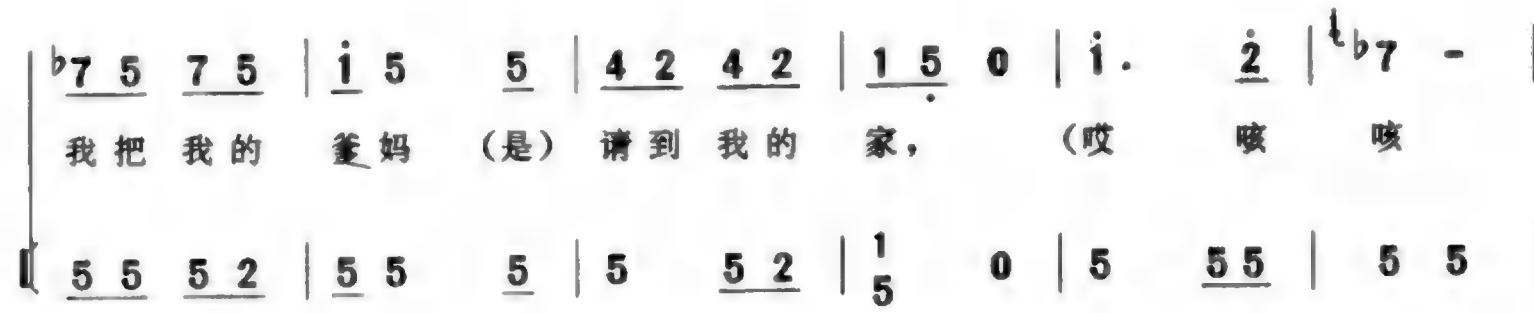 ♭7 5 7 5 | i̇ 5 5 | 4 2 4 2 | 1 5̣ 0 | i̇ . 2̇ | ♭7 -
我把 我的 爹妈 (是) 请到 我的 家, (哎 咳 咳
5 5 5 2 | 5 5 5 | 5 5 2 | 1 5 0 | 5 5 5 | 5 5